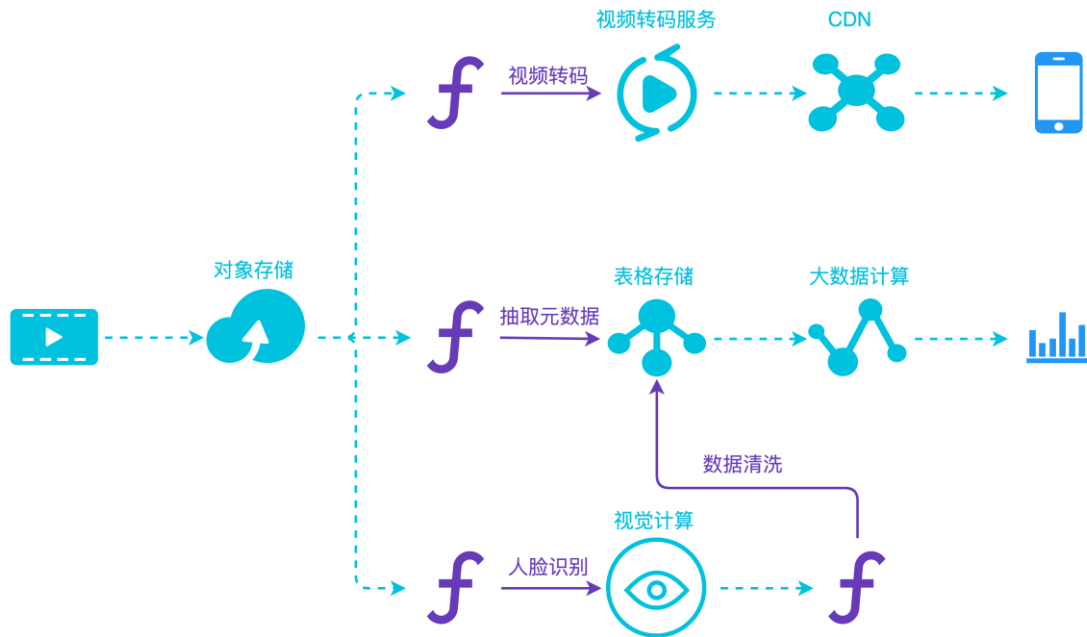 视频转码服务
CDN
视频转码
对象存储
表格存储
大数据计算
抽取元数据
数据清洗
视觉计算
人脸识别